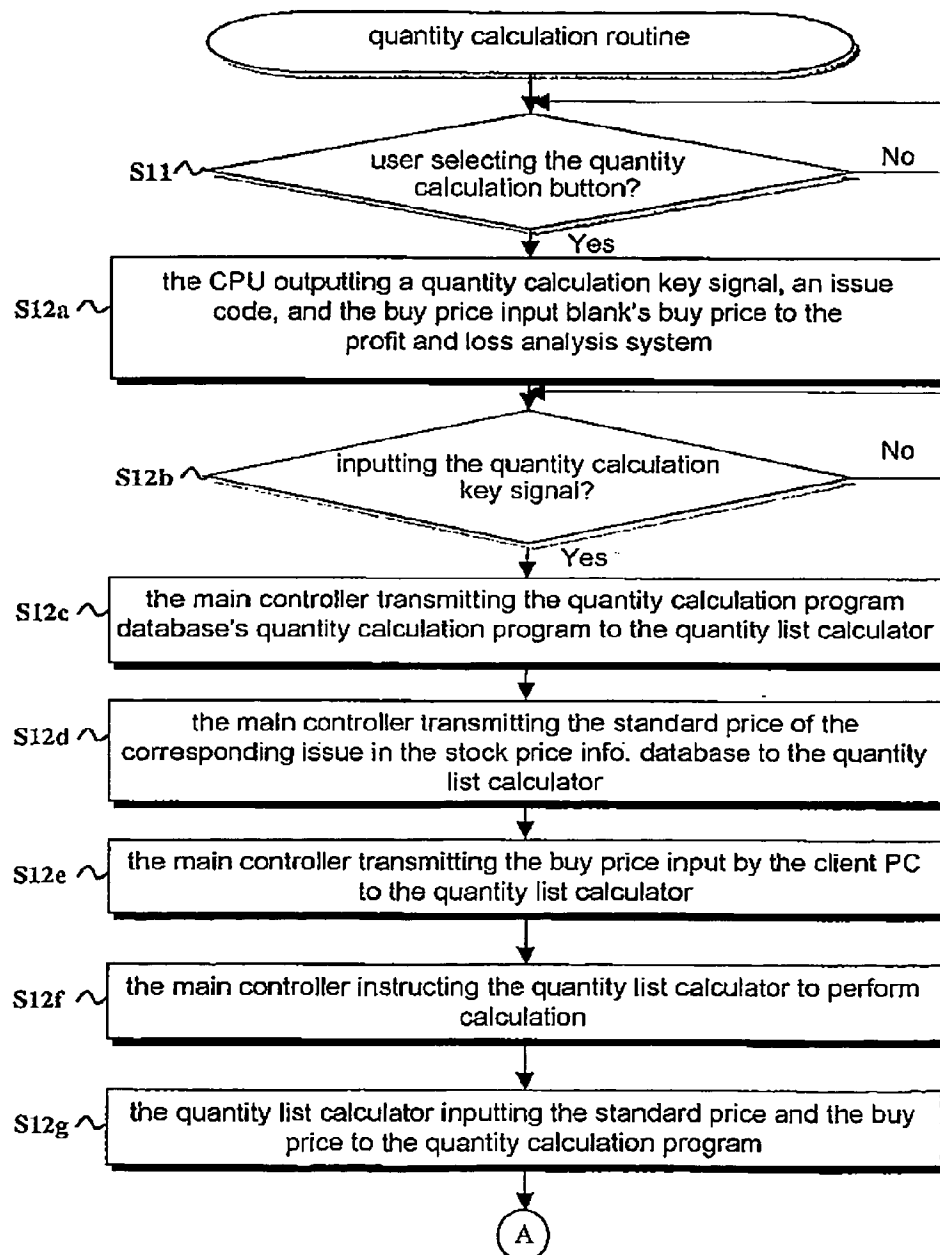 quantity calculation routine
S11
user selecting the quantity
calculation button?
No
Yes
S12a
the CPU outputting a quantity calculation key signal, an issue
code, and the buy price input blank's buy price to the
profit and loss analysis system
S12b
inputting the quantity calculation
key signal?
No
Yes
S12c
the main controller transmitting the quantity calculation program
database's quantity calculation program to the quantity list calculator
S12d
the main controller transmitting the standard price of the
corresponding issue in the stock price info. database to the quantity
list calculator
S12e
the main controller transmitting the buy price input by the client PC
to the quantity list calculator
S12f
the main controller instructing the quantity list calculator to perform
calculation
S12g
the quantity list calculator inputting the standard price and the buy
price to the quantity calculation program
A